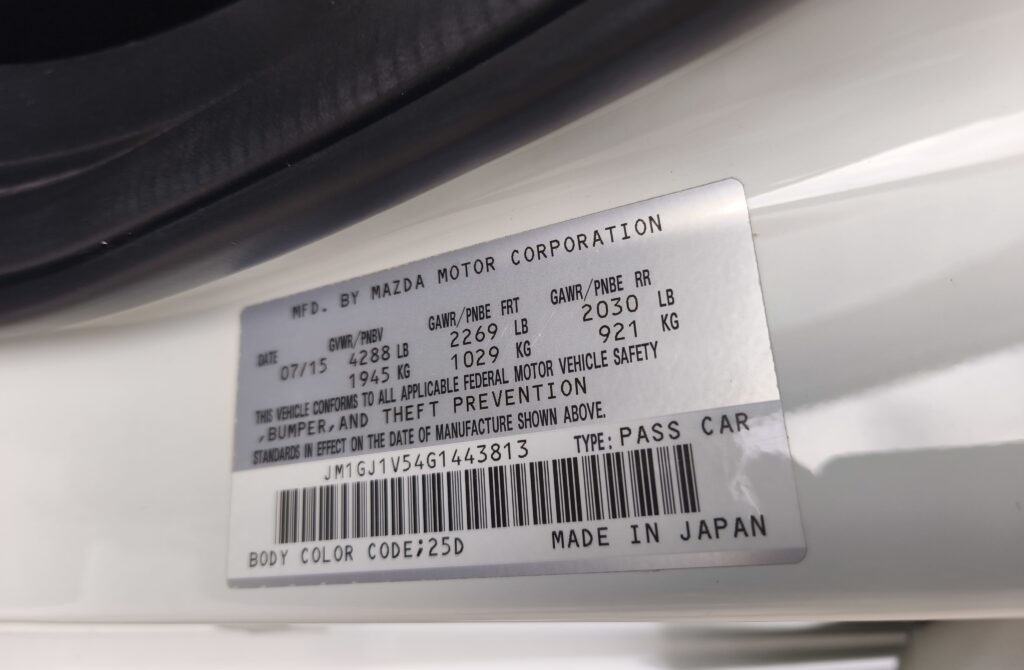 MFD. BY MAZDA MOTOR CORPORATION
DATE GVWR/PNBV GAWR/PNBE FRT GAWR/PNBE RR
07/15 4288 LB 2269 LB 2030 LB
1945 KG 1029 KG 921 KG
THIS VEHICLE CONFORMS TO ALL APPLICABLE FEDERAL MOTOR VEHICLE SAFETY
,BUMPER,AND THEFT PREVENTION
STANDARDS IN EFFECT ON THE DATE OF MANUFACTURE SHOWN ABOVE.
JM1GJ1V54G1443813 TYPE: PASS CAR
BODY COLOR CODE;25D MADE IN JAPAN